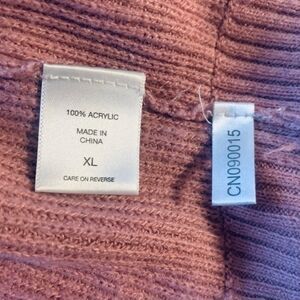 100% ACRYLIC
MADE IN
CHINA
XL
CARE ON REVERSE
CN090015